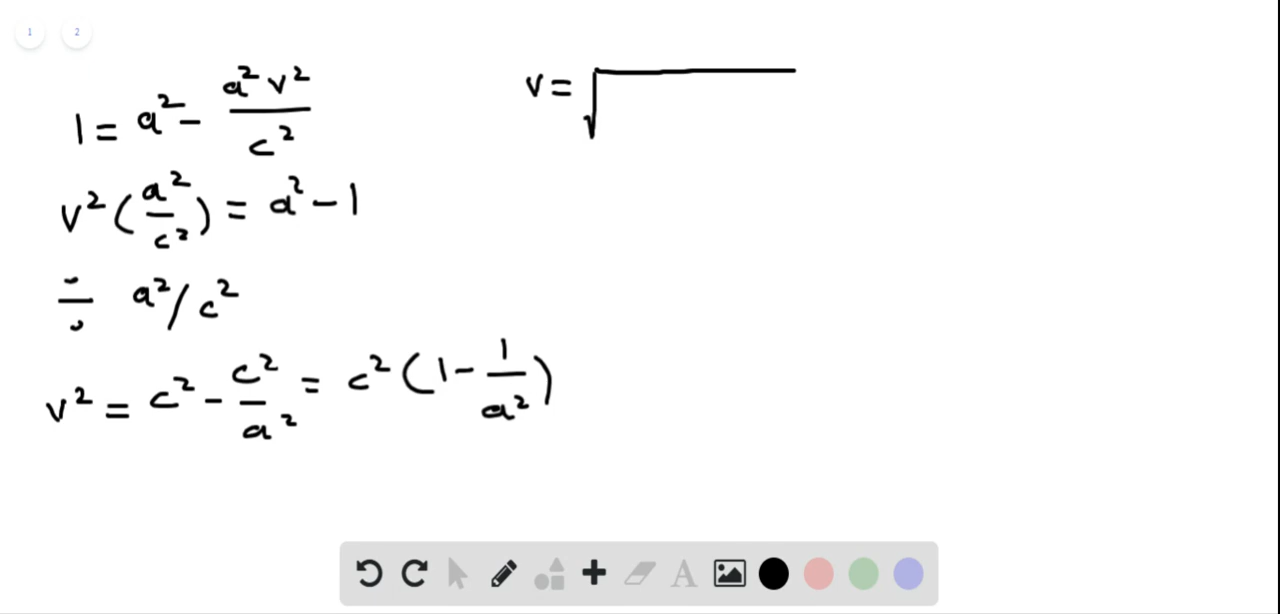 1 2
1 = a² - a²v²/c²
v² (a²/c²) = a² - 1
÷ a²/c²
v² = c² - c²/a² = c² (1 - 1/a²)
v = √
A